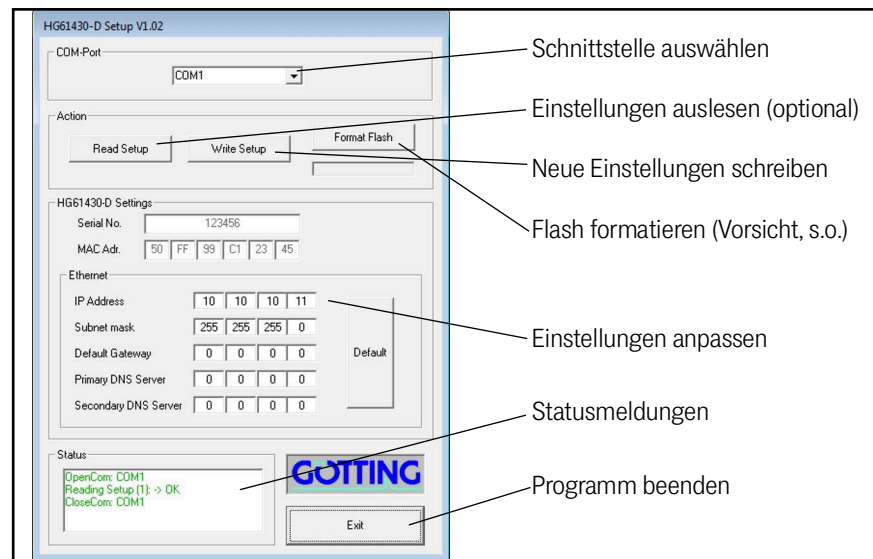 HG61430-D Setup V1.02
COM-Port
COM1
Schnittstelle auswählen
Action
Read Setup
Write Setup
Format Flash
Einstellungen auslesen (optional)
Neue Einstellungen schreiben
Flash formatieren (Vorsicht, s.o.)
HG61430-D Settings
Serial No. 123456
MAC Adr. 50 FF 99 C1 23 45
Ethernet
IP Address 10 10 10 11
Subnet mask 255 255 255 0
Default Gateway 0 0 0 0
Primary DNS Server 0 0 0 0
Secondary DNS Server 0 0 0 0
Default
Einstellungen anpassen
Statusmeldungen
Status
OpenCom: COM1
Reading Setup (1): -> OK
CloseCom: COM1
GÖTTING
Exit
Programm beenden